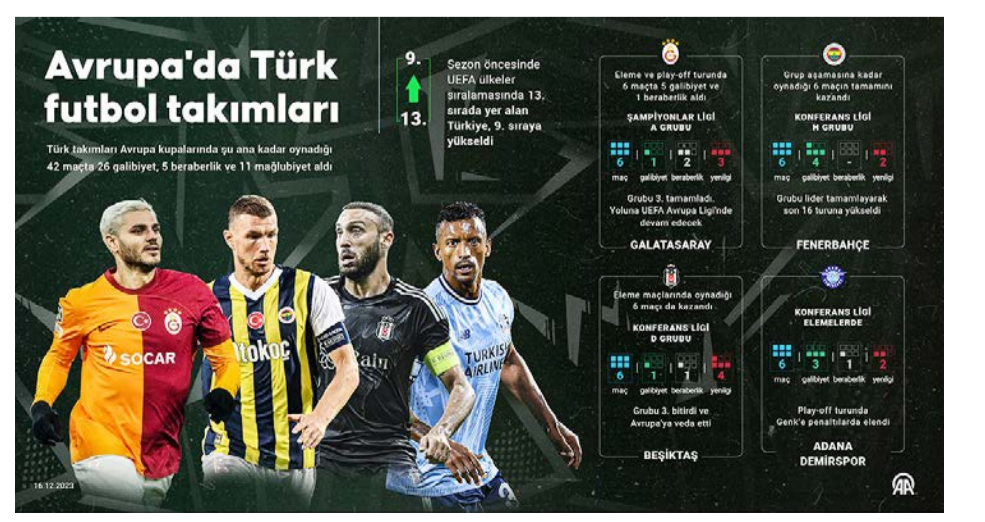 Avrupa'da Türk
futbol takımları
Türk takımları Avrupa kupalarında şu ana kadar oynadığı
42 maçta 26 galibiyet, 5 beraberlik ve 11 mağlubiyet aldı
9.
13.
Sezon öncesinde
UEFA ülkeler
sıralamasında 13.
sırada yer alan
Türkiye, 9. sıraya
yükseldi
Eleme ve play-off turunda
6 maçta 5 galibiyet ve
1 beraberlik aldı
ŞAMPİYONLAR LİGİ
A GRUBU
6 1 2 3
maç galibiyet beraberlik yenilgi
Grubu 3. tamamladı.
Yoluna UEFA Avrupa Ligi'nde
devam edecek
GALATASARAY
Grup aşamasına kadar
oynadığı 6 maçın tamamını
kazandı
KONFERANS LİGİ
H GRUBU
6 4 - 2
maç galibiyet beraberlik yenilgi
Grubu lider tamamlayarak
son 16 turuna yükseldi
FENERBAHÇE
Eleme maçlarında oynadığı
6 maçı da kazandı
KONFERANS LİGİ
D GRUBU
6 1 1 4
maç galibiyet beraberlik yenilgi
Grubu 3. bitirdi ve
Avrupa'ya veda etti
BEŞİKTAŞ
KONFERANS LİGİ
ELEMELERDE
6 3 1 2
maç galibiyet beraberlik yenilgi
Play-off turunda
Genk'e penaltılarda elendi
ADANA
DEMİRSPOR
SOCAR
Otokoç
TURKISH
AIRLINE
16.12.2023
AA